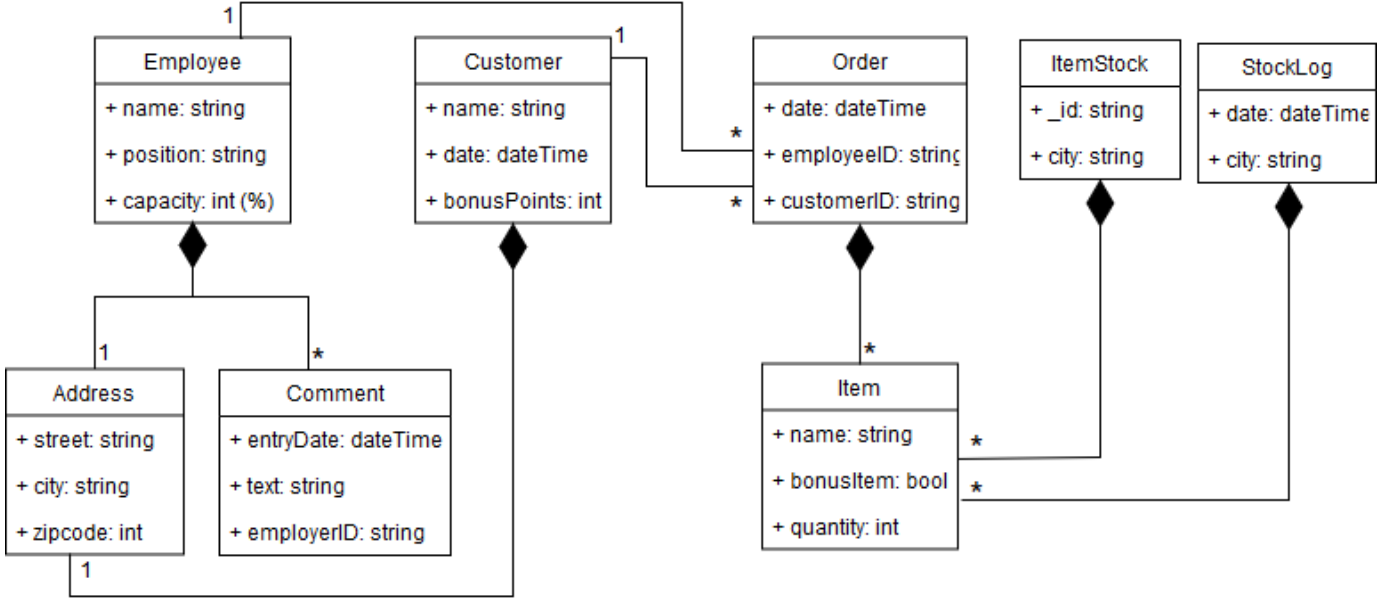 1
Employee
+ name: string
+ position: string
+ capacity: int (%)
Customer
+ name: string
+ date: dateTime
+ bonusPoints: int
1
Order
+ date: dateTime
+ employeeID: string
+ customerID: string
*
*
ItemStock
+ _id: string
+ city: string
StockLog
+ date: dateTime
+ city: string
1
*
*
Address
+ street: string
+ city: string
+ zipcode: int
1
Comment
+ entryDate: dateTime
+ text: string
+ employerID: string
Item
+ name: string
+ bonusItem: bool
+ quantity: int
*
*